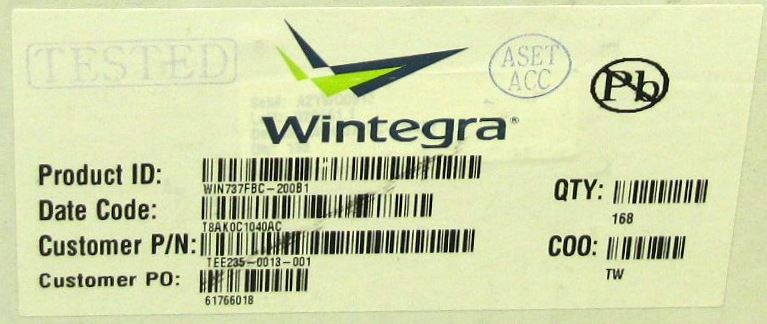 TESTED
ASET
ACC
Pb
Wintegra®
Product ID:
WIN737FBC-200B1
Date Code:
T8AK0C1040AC
Customer P/N:
TEE235-0013-001
Customer PO:
61766018
QTY:
168
COO:
TW